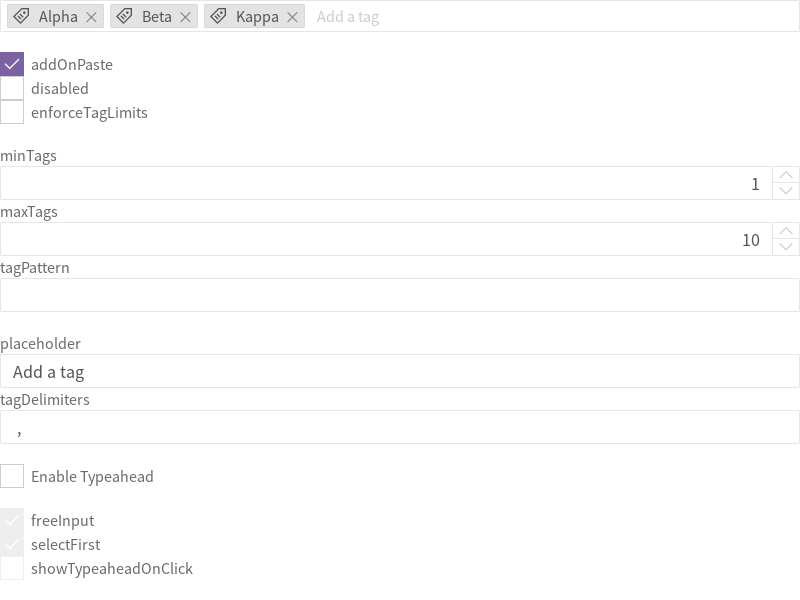 Alpha Beta Kappa Add a tag
addOnPaste
disabled
enforceTagLimits
minTags
1
maxTags
10
tagPattern
placeholder
Add a tag
tagDelimiters
,
Enable Typeahead
freeInput
selectFirst
showTypeaheadOnClick